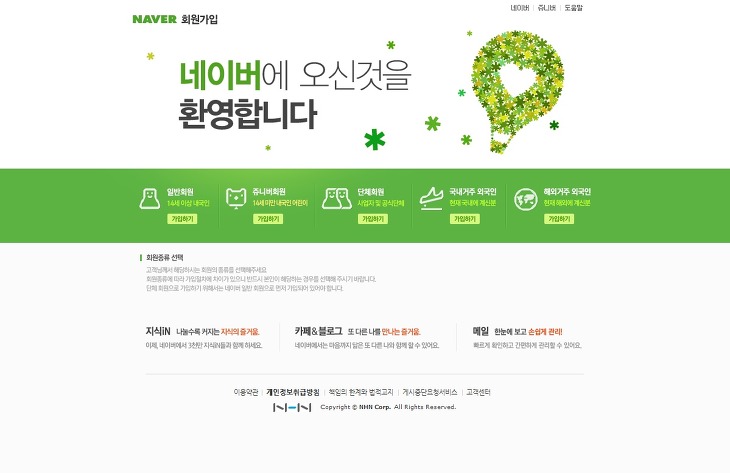 네이버 | 쥬니버 | 도움말
NAVER 회원가입
네이버에 오신것을
환영합니다
일반회원
14세 이상 내국인
가입하기
쥬니버회원
14세 미만 내국인 어린이
가입하기
단체회원
사업자 및 공식단체
가입하기
국내거주 외국인
현재 국내에 계신분
가입하기
해외거주 외국인
현재 해외에 계신분
가입하기
회원종류 선택
고객님께서 해당하시는 회원의 종류를 선택해주세요
회원종류에 따라 가입절차에 차이가 있으니 반드시 본인이 해당하는 경우를 선택해 주시기 바랍니다.
단체 회원으로 가입하기 위해서는 네이버 일반 회원으로 먼저 가입되어 있어야 합니다.
지식iN 나눌수록 커지는 지식의 즐거움.
이제, 네이버에서 3천만 지식iN들과 함께 하세요.
카페&블로그 또 다른 나를 만나는 즐거움.
네이버에서는 마음까지 닮은 또 다른 나와 함께 할 수 있어요.
메일 한눈에 보고 손쉽게 관리!
빠르게 확인하고 간편하게 관리할 수 있어요.
이용약관 | 개인정보취급방침 | 책임의 한계와 법적고지 | 게시중단요청서비스 | 고객센터
NHN Copyright © NHN Corp. All Rights Reserved.